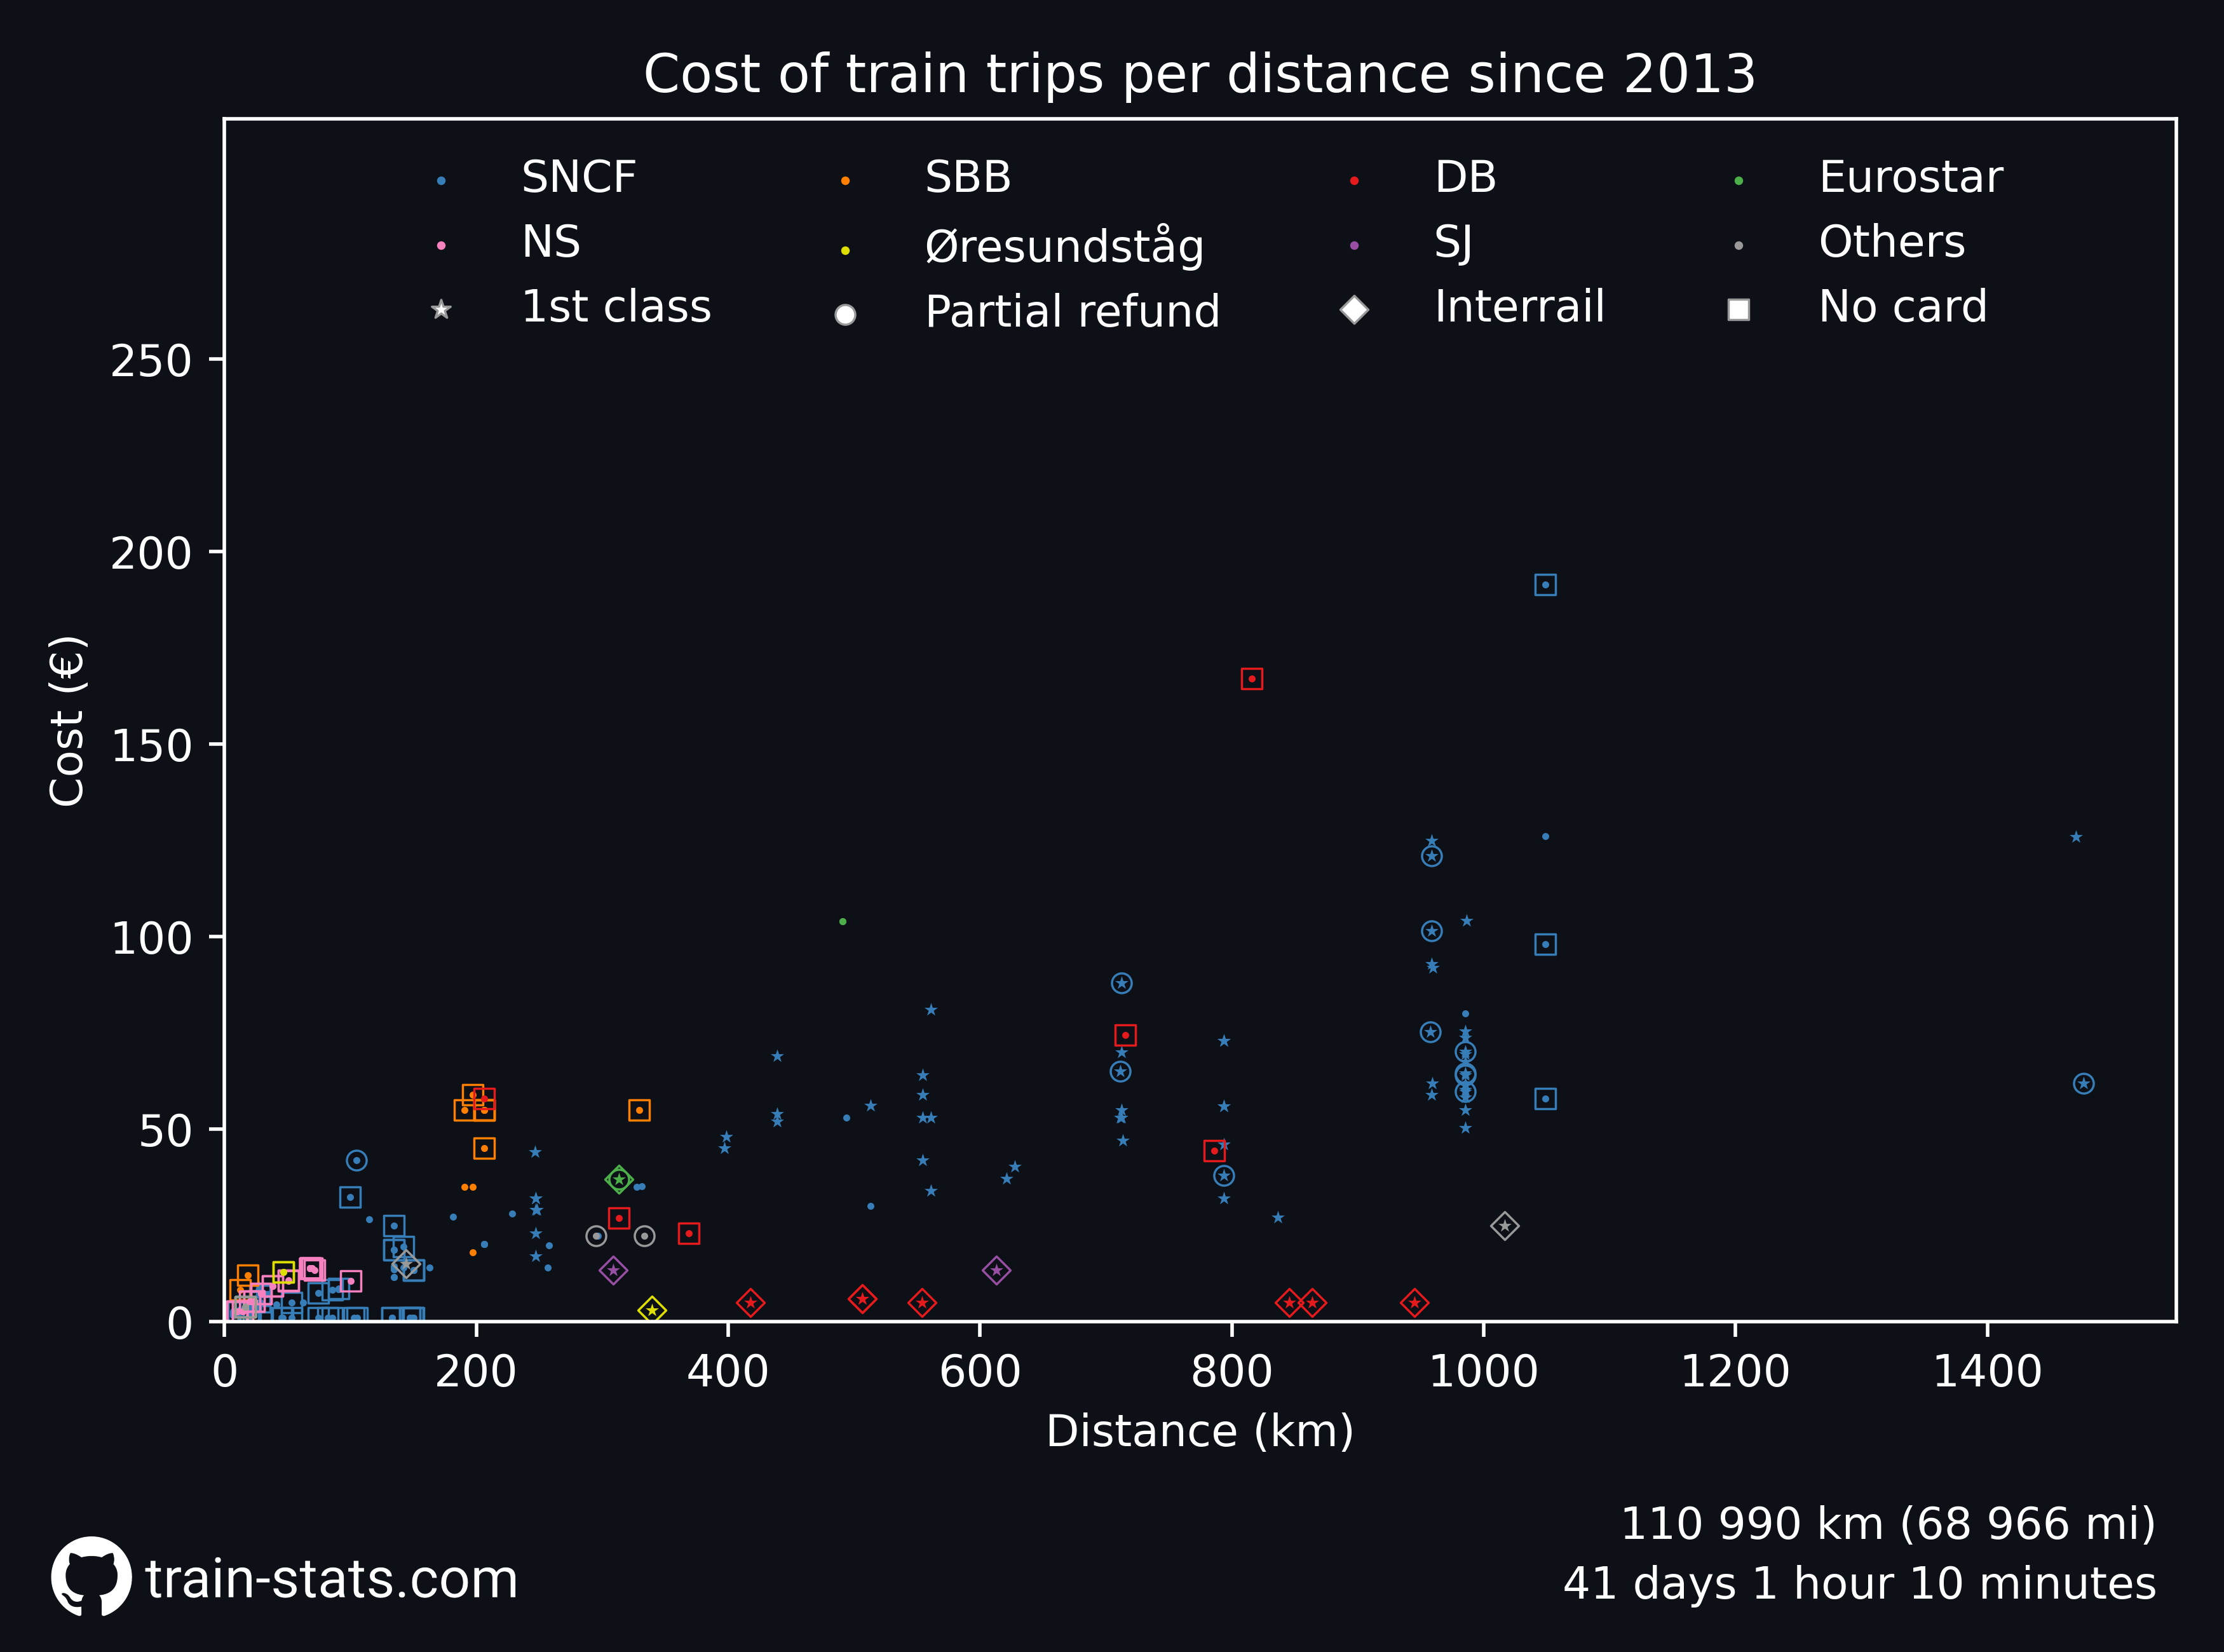 Cost of train trips per distance since 2013
SNCF SBB DB Eurostar
NS Øresundståg SJ Others
1st class Partial refund Interrail No card
250
200
150
100
50
0
Cost (€)
0 200 400 600 800 1000 1200 1400
Distance (km)
110 990 km (68 966 mi)
41 days 1 hour 10 minutes
train-stats.com